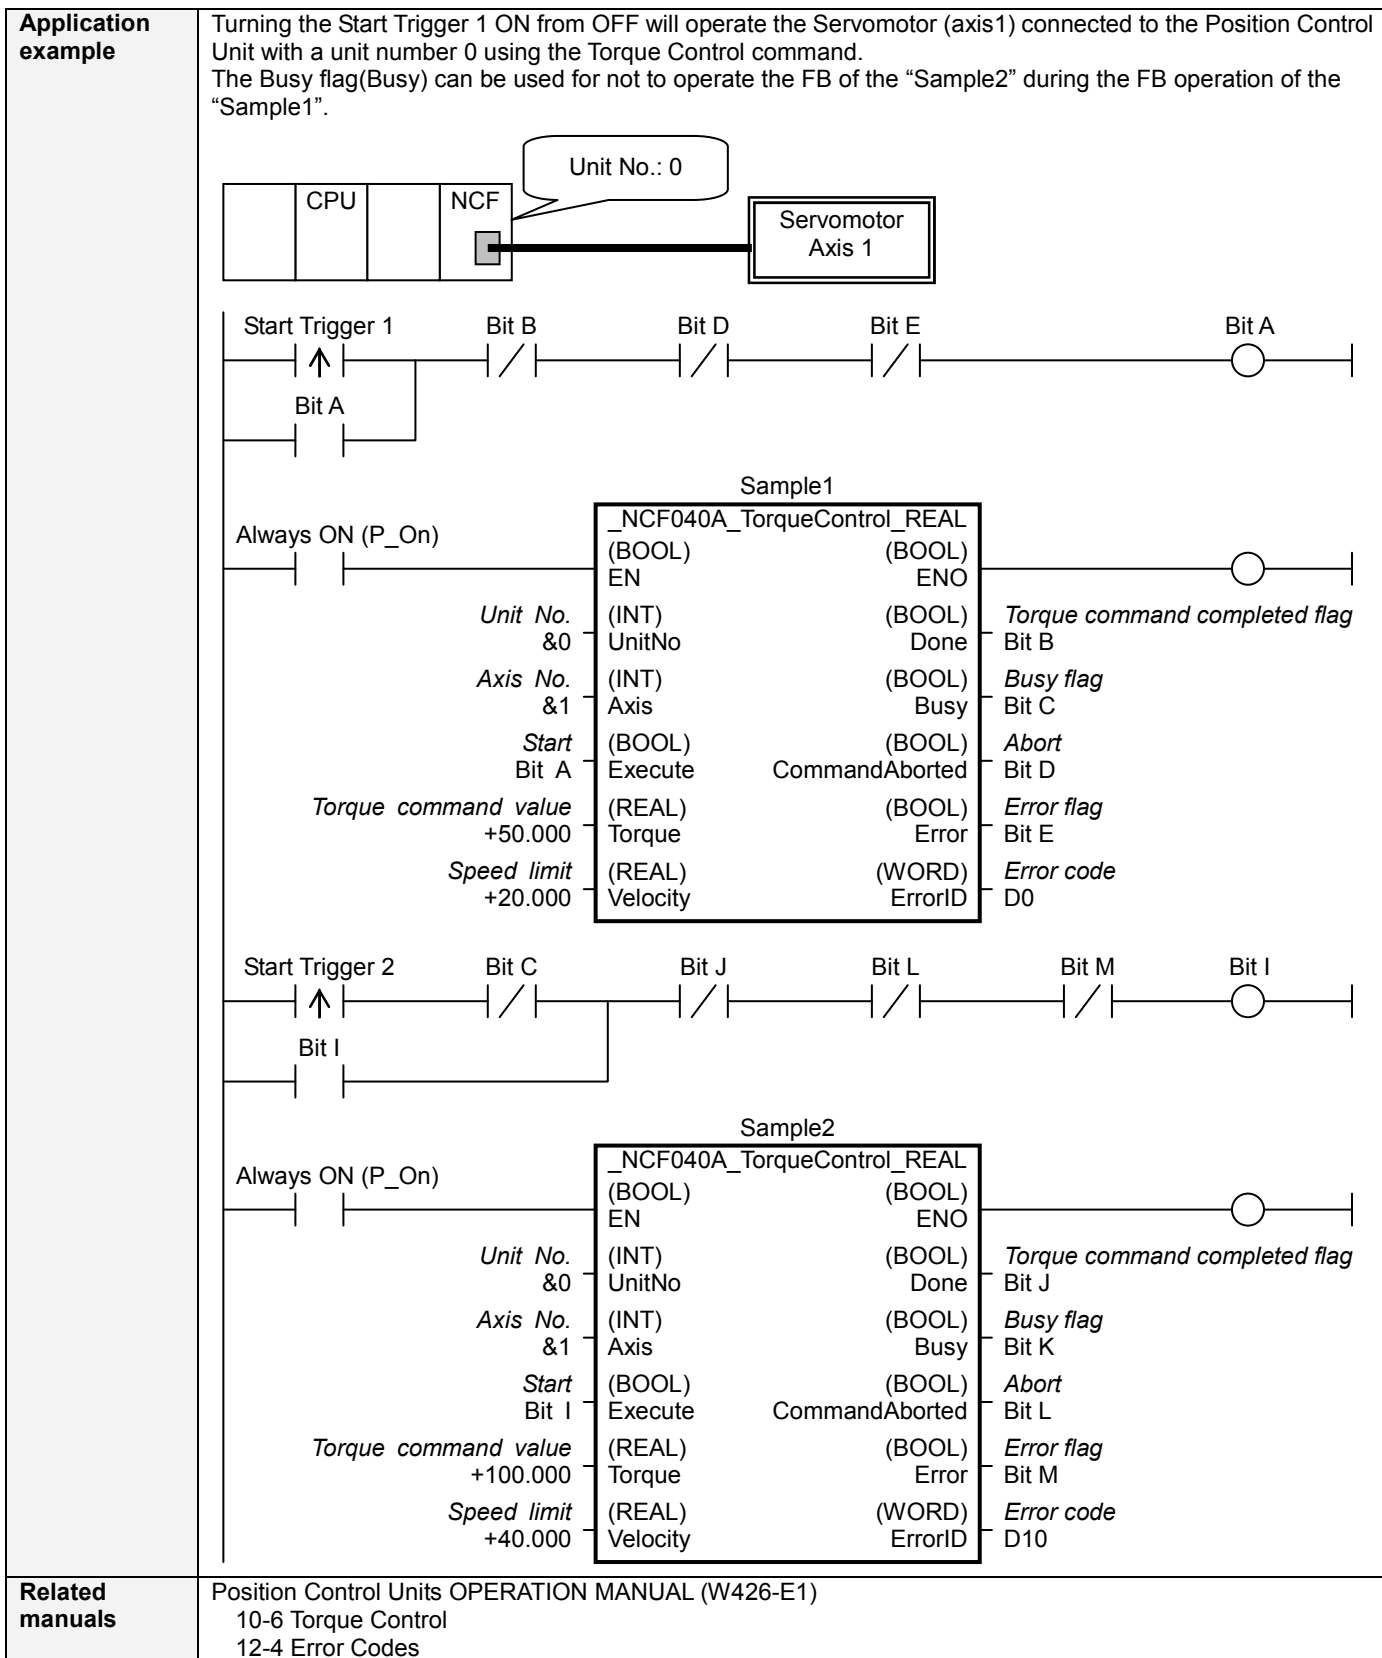 Application
example
Turning the Start Trigger 1 ON from OFF will operate the Servomotor (axis1) connected to the Position Control
Unit with a unit number 0 using the Torque Control command.
The Busy flag(Busy) can be used for not to operate the FB of the “Sample2” during the FB operation of the
“Sample1”.
Unit No.: 0
CPU NCF
Servomotor
Axis 1
Start Trigger 1 Bit B Bit D Bit E Bit A
Bit A
Sample1
_NCF040A_TorqueControl_REAL
Always ON (P_On)
(BOOL) (BOOL)
EN ENO
Unit No. (INT) (BOOL) Torque command completed flag
&0 UnitNo Done Bit B
Axis No. (INT) (BOOL) Busy flag
&1 Axis Busy Bit C
Start (BOOL) (BOOL) Abort
Bit A Execute CommandAborted Bit D
Torque command value (REAL) (BOOL) Error flag
+50.000 Torque Error Bit E
Speed limit (REAL) (WORD) Error code
+20.000 Velocity ErrorID D0
Start Trigger 2 Bit C Bit J Bit L Bit M Bit I
Bit I
Sample2
_NCF040A_TorqueControl_REAL
Always ON (P_On)
(BOOL) (BOOL)
EN ENO
Unit No. (INT) (BOOL) Torque command completed flag
&0 UnitNo Done Bit J
Axis No. (INT) (BOOL) Busy flag
&1 Axis Busy Bit K
Start (BOOL) (BOOL) Abort
Bit I Execute CommandAborted Bit L
Torque command value (REAL) (BOOL) Error flag
+100.000 Torque Error Bit M
Speed limit (REAL) (WORD) Error code
+40.000 Velocity ErrorID D10
Related
manuals
Position Control Units OPERATION MANUAL (W426-E1)
10-6 Torque Control
12-4 Error Codes